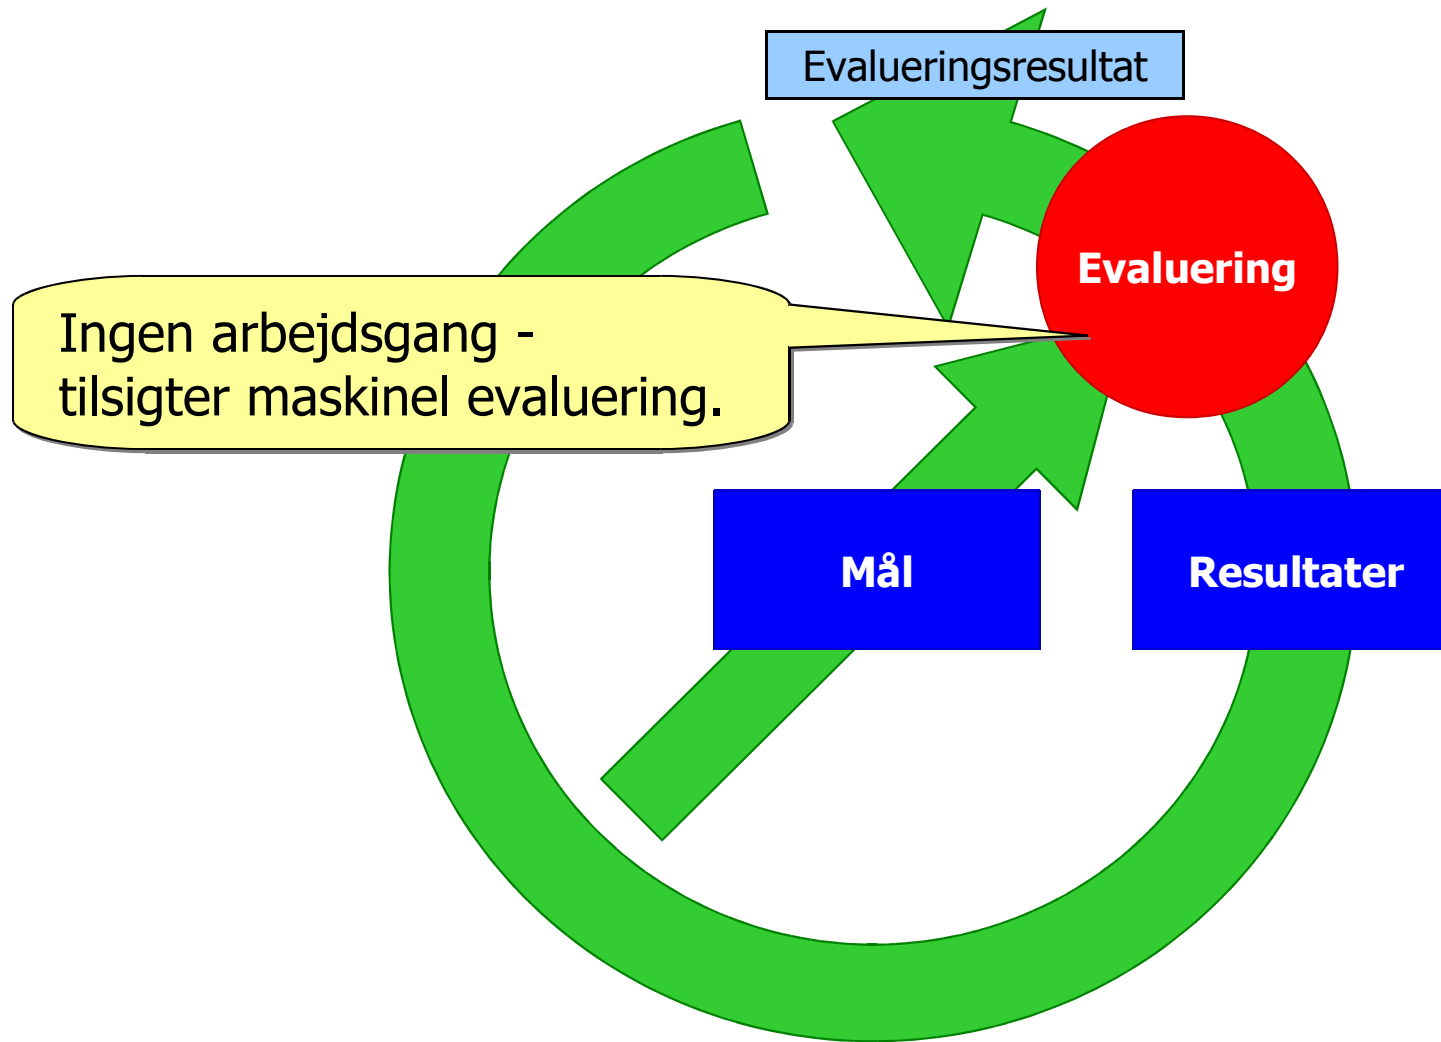 Evalueringsresultat
Evaluering
Ingen arbejdsgang -
tilsigter maskinel evaluering.
Mål
Resultater